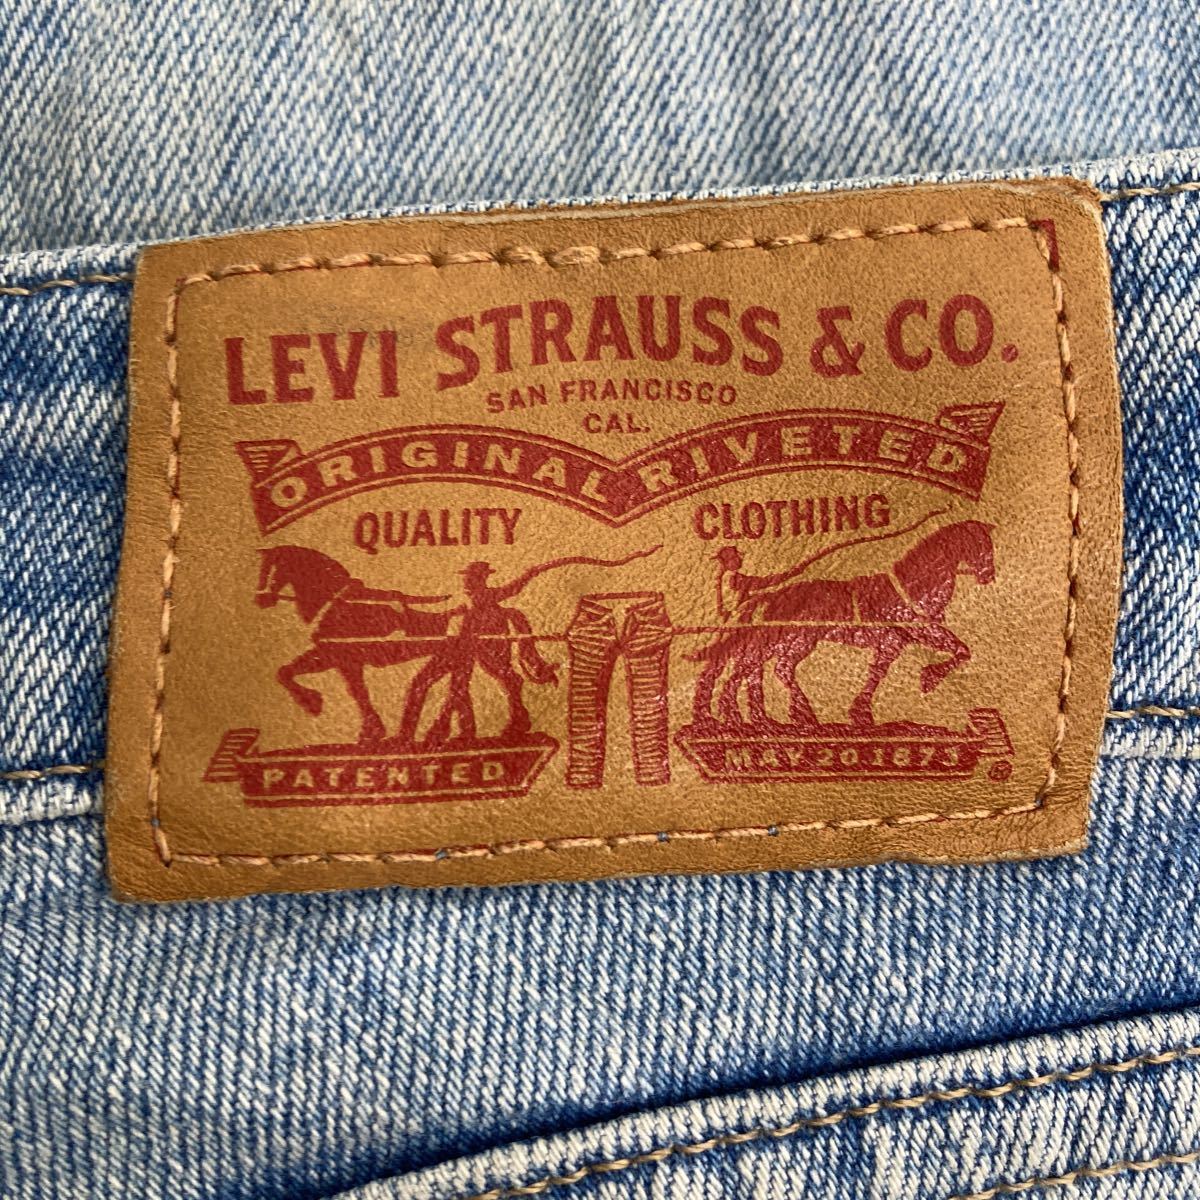 LEVI STRAUSS & CO.
SAN FRANCISCO
CAL.
ORIGINAL RIVETED
QUALITY CLOTHING
PATENTED MAY 20 1873 ®